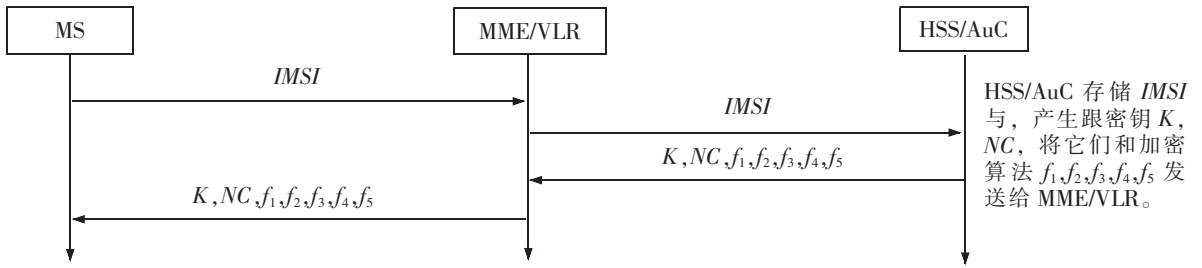 MS
MME/VLR
HSS/AuC
IMSI
IMSI
K,NC,f₁,f₂,f₃,f₄,f₅
K,NC,f₁,f₂,f₃,f₄,f₅
HSS/AuC 存储 IMSI
与，产生跟密钥 K，
NC，将它们和加密
算法 f₁,f₂,f₃,f₄,f₅ 发
送给 MME/VLR。